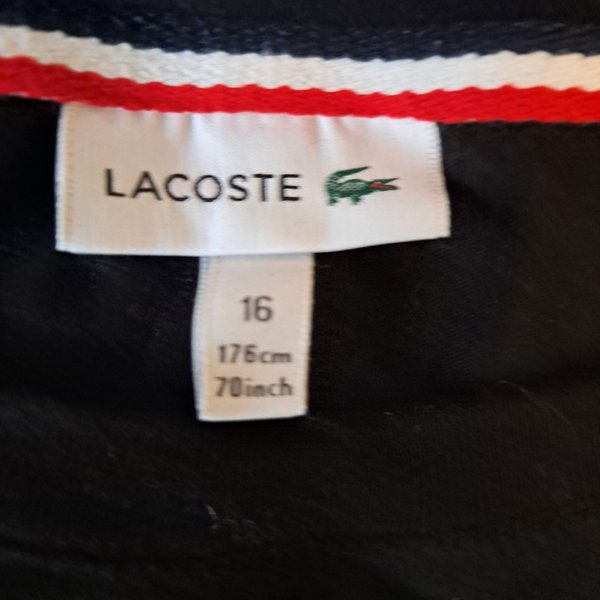 LACOSTE
16
176cm
70inch